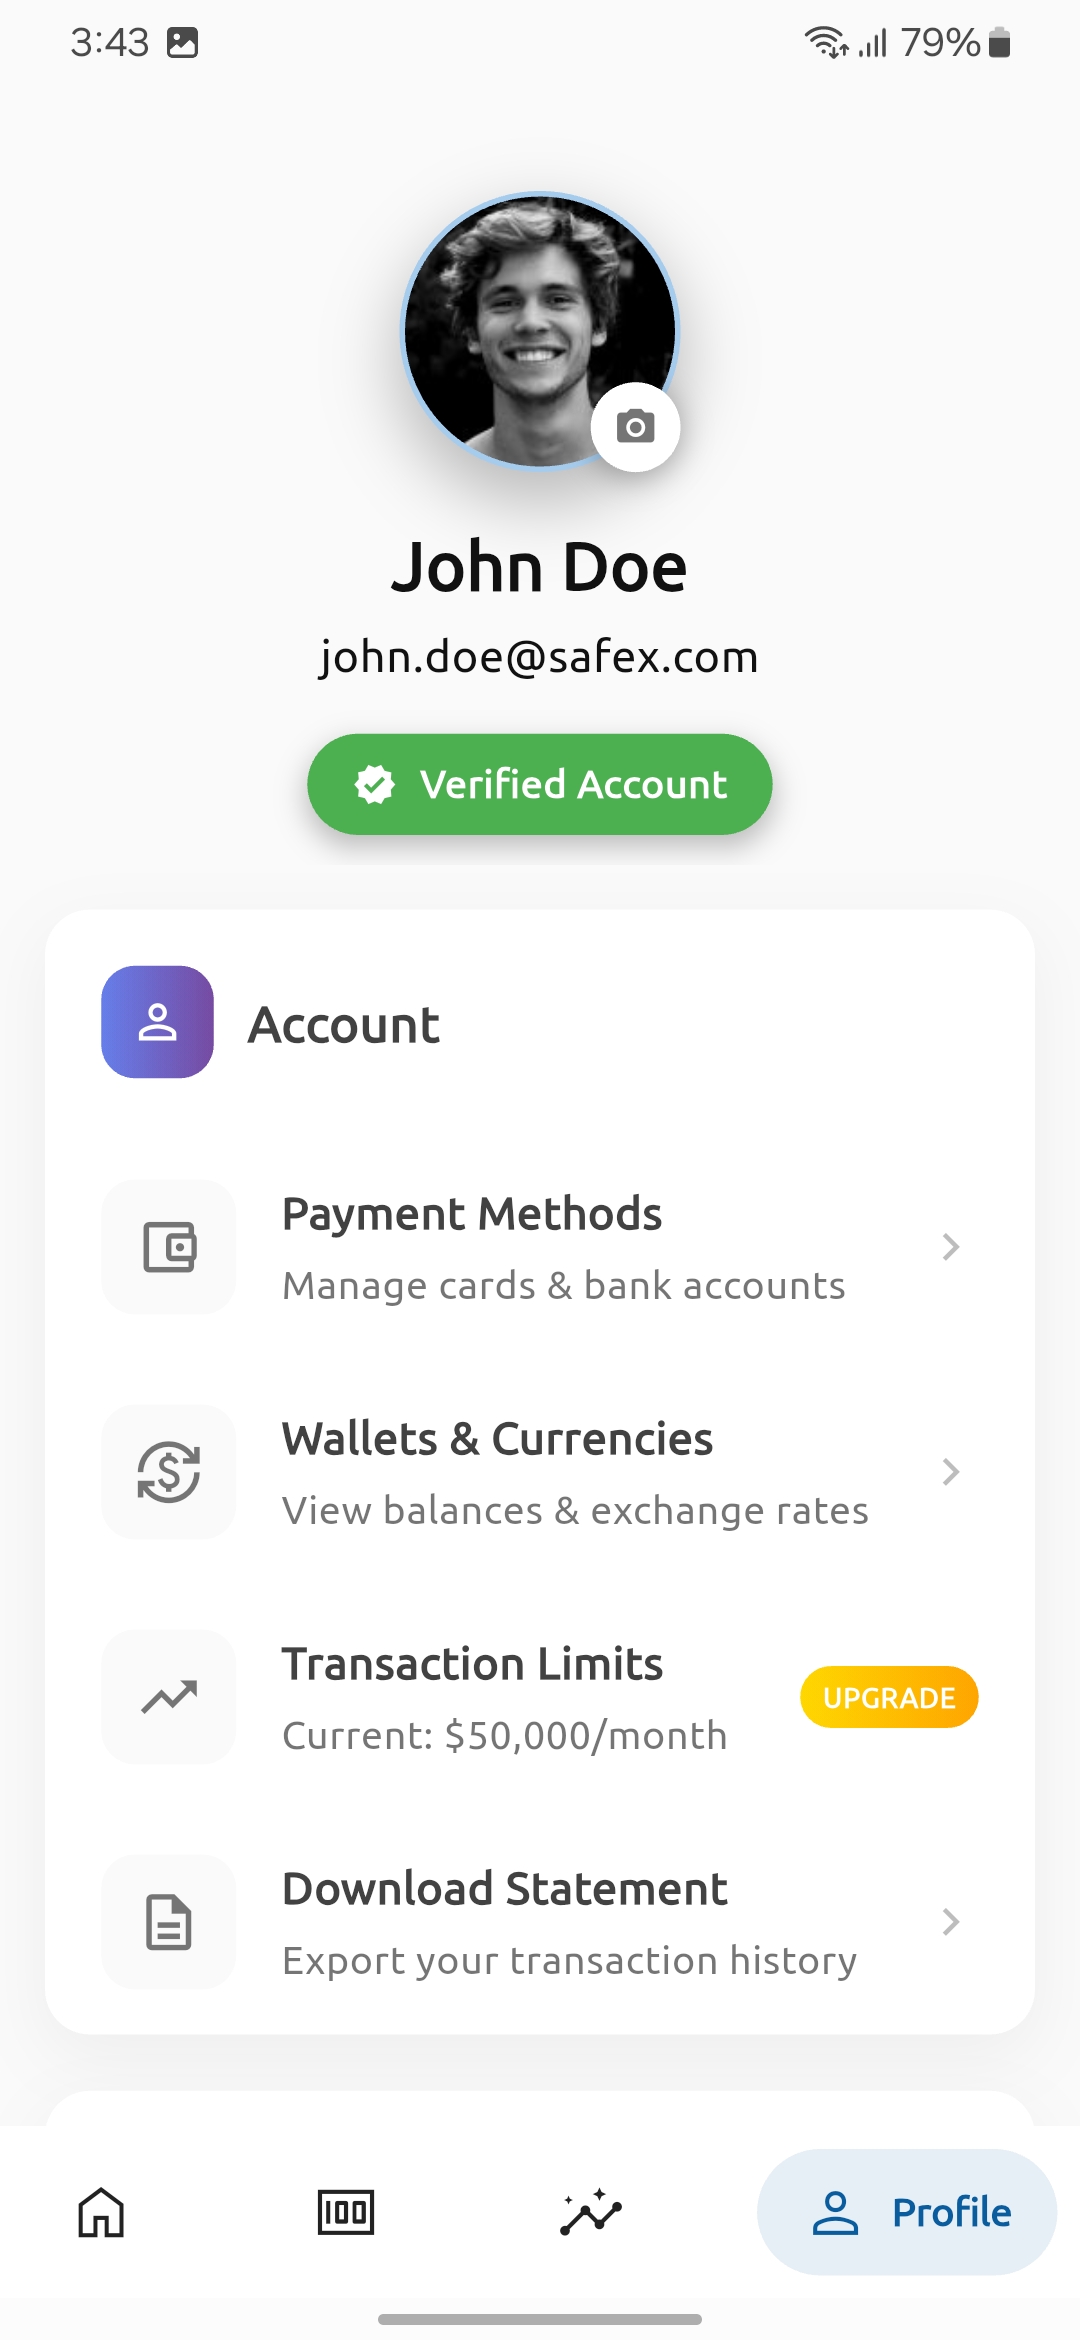 3:43
79%
John Doe
john.doe@safex.com
Verified Account
Account
Payment Methods
Manage cards & bank accounts
Wallets & Currencies
View balances & exchange rates
Transaction Limits
Current: $50,000/month
UPGRADE
Download Statement
Export your transaction history
Profile